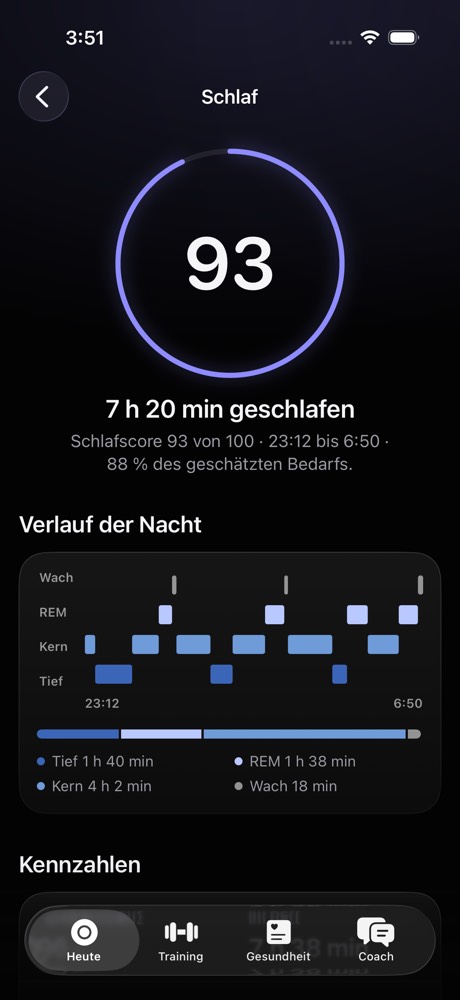 3:51
Schlaf
93
7 h 20 min geschlafen
Schlafscore 93 von 100 · 23:12 bis 6:50 ·
88 % des geschätzten Bedarfs.
Verlauf der Nacht
Wach
REM
Kern
Tief
23:12 6:50
Tief 1 h 40 min REM 1 h 38 min
Kern 4 h 2 min Wach 18 min
Kennzahlen
Heute Training Gesundheit Coach